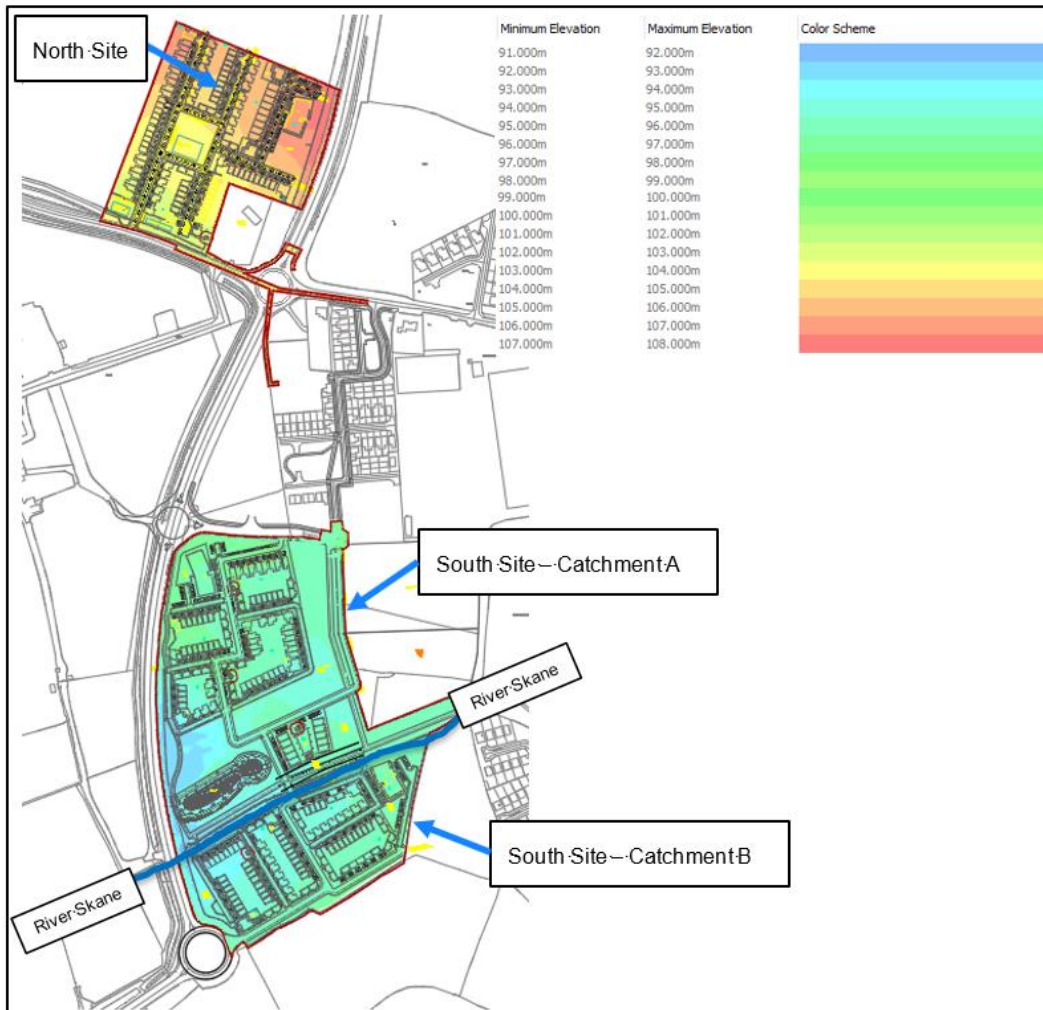 North Site
Minimum Elevation Maximum Elevation Color Scheme
91.000m 92.000m
92.000m 93.000m
93.000m 94.000m
94.000m 95.000m
95.000m 96.000m
96.000m 97.000m
97.000m 98.000m
98.000m 99.000m
99.000m 100.000m
100.000m 101.000m
101.000m 102.000m
102.000m 103.000m
103.000m 104.000m
104.000m 105.000m
105.000m 106.000m
106.000m 107.000m
107.000m 108.000m
South·Site–·Catchment·A
River·Skane
South·Site·–·Catchment·B
River·Skane